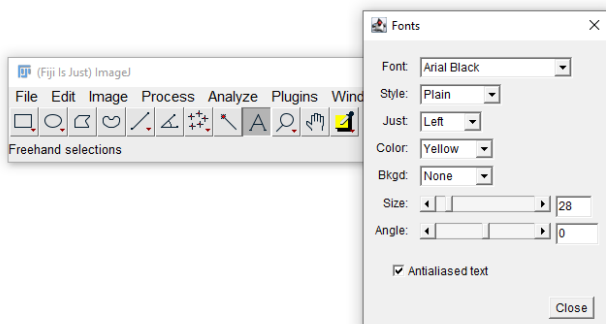 (Fiji Is Just) ImageJ
File Edit Image Process Analyze Plugins Wind
A
Freehand selections
Fonts
Font: Arial Black
Style: Plain
Just: Left
Color: Yellow
Bkgd: None
Size: 28
Angle: 0
Antialiased text
Close